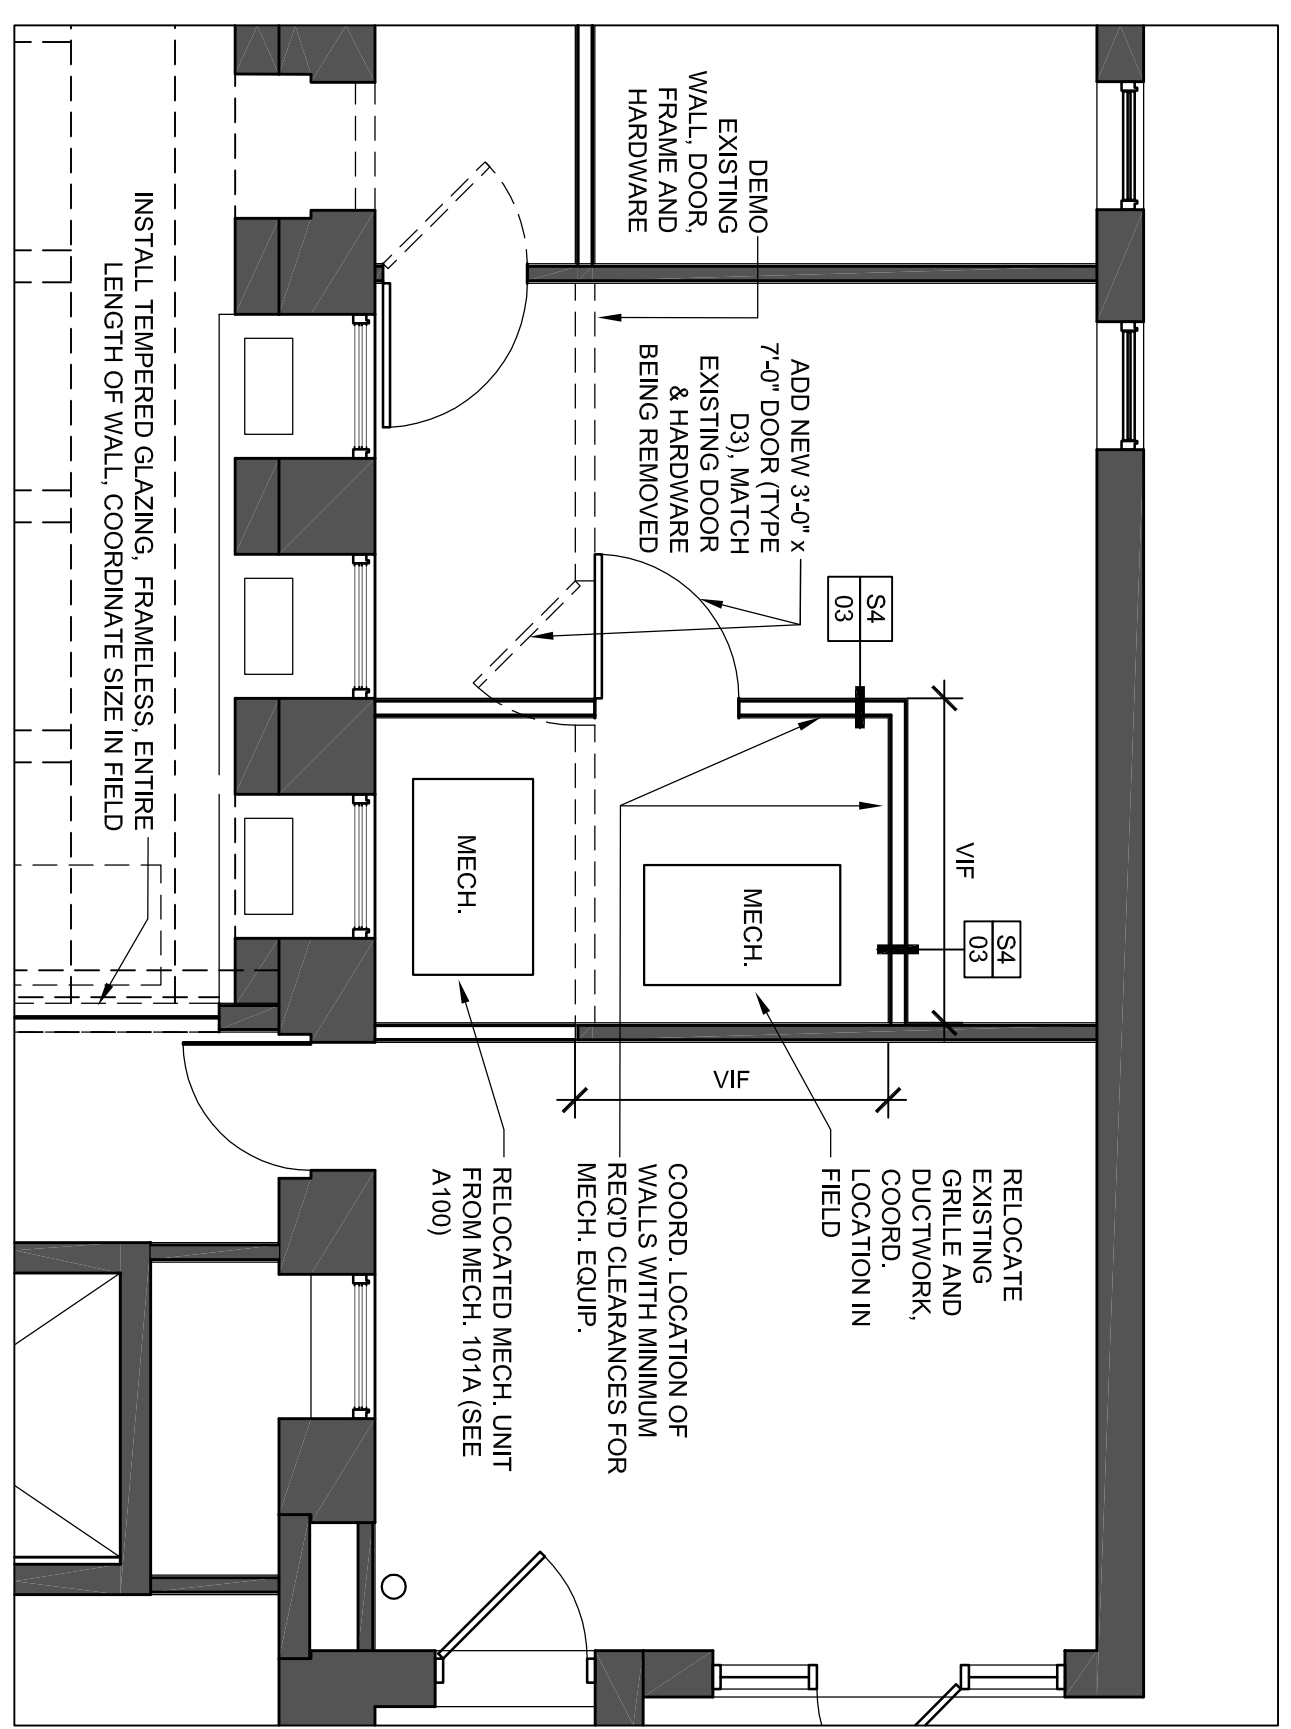 DEMO
EXISTING
WALL, DOOR,
FRAME AND
HARDWARE
ADD NEW 3'-0" x
7'-0" DOOR (TYPE
D3), MATCH
EXISTING DOOR
& HARDWARE
BEING REMOVED
S4
03
VIF
S4
03
VIF
MECH.
MECH.
RELOCATE
EXISTING
GRILLE AND
DUCTWORK,
COORD.
LOCATION IN
FIELD
COORD. LOCATION OF
WALLS WITH MINIMUM
REQ'D CLEARANCES FOR
MECH. EQUIP.
RELOCATED MECH. UNIT
FROM MECH. 101A (SEE
A100)
INSTALL TEMPERED GLAZING, FRAMELESS, ENTIRE
LENGTH OF WALL, COORDINATE SIZE IN FIELD